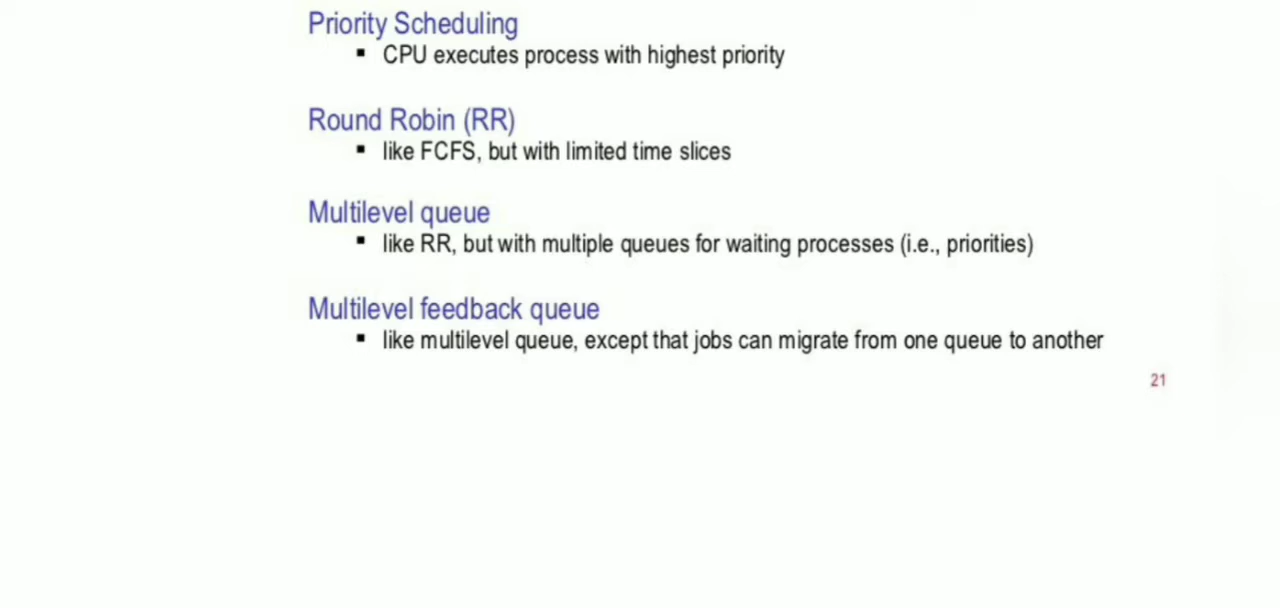 Priority Scheduling
▪ CPU executes process with highest priority
Round Robin (RR)
▪ like FCFS, but with limited time slices
Multilevel queue
▪ like RR, but with multiple queues for waiting processes (i.e., priorities)
Multilevel feedback queue
▪ like multilevel queue, except that jobs can migrate from one queue to another
21